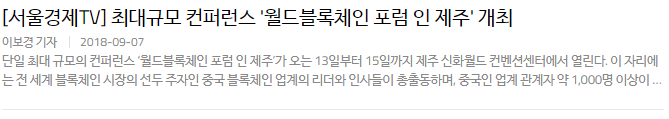 [서울경제TV] 최대규모 컨퍼런스 '월드블록체인 포럼 인 제주' 개최
이보경 기자 | 2018-09-07
단일 최대 규모의 컨퍼런스 '월드블록체인 포럼 인 제주'가 오는 13일부터 15일까지 제주 신화월드 컨벤션센터에서 열린다. 이 자리에
는 전 세계 블록체인 시장의 선두 주자인 중국 블록체인 업계의 리더와 인사들이 총출동하며, 중국인 업계 관계자 약 1,000명 이상이 ...